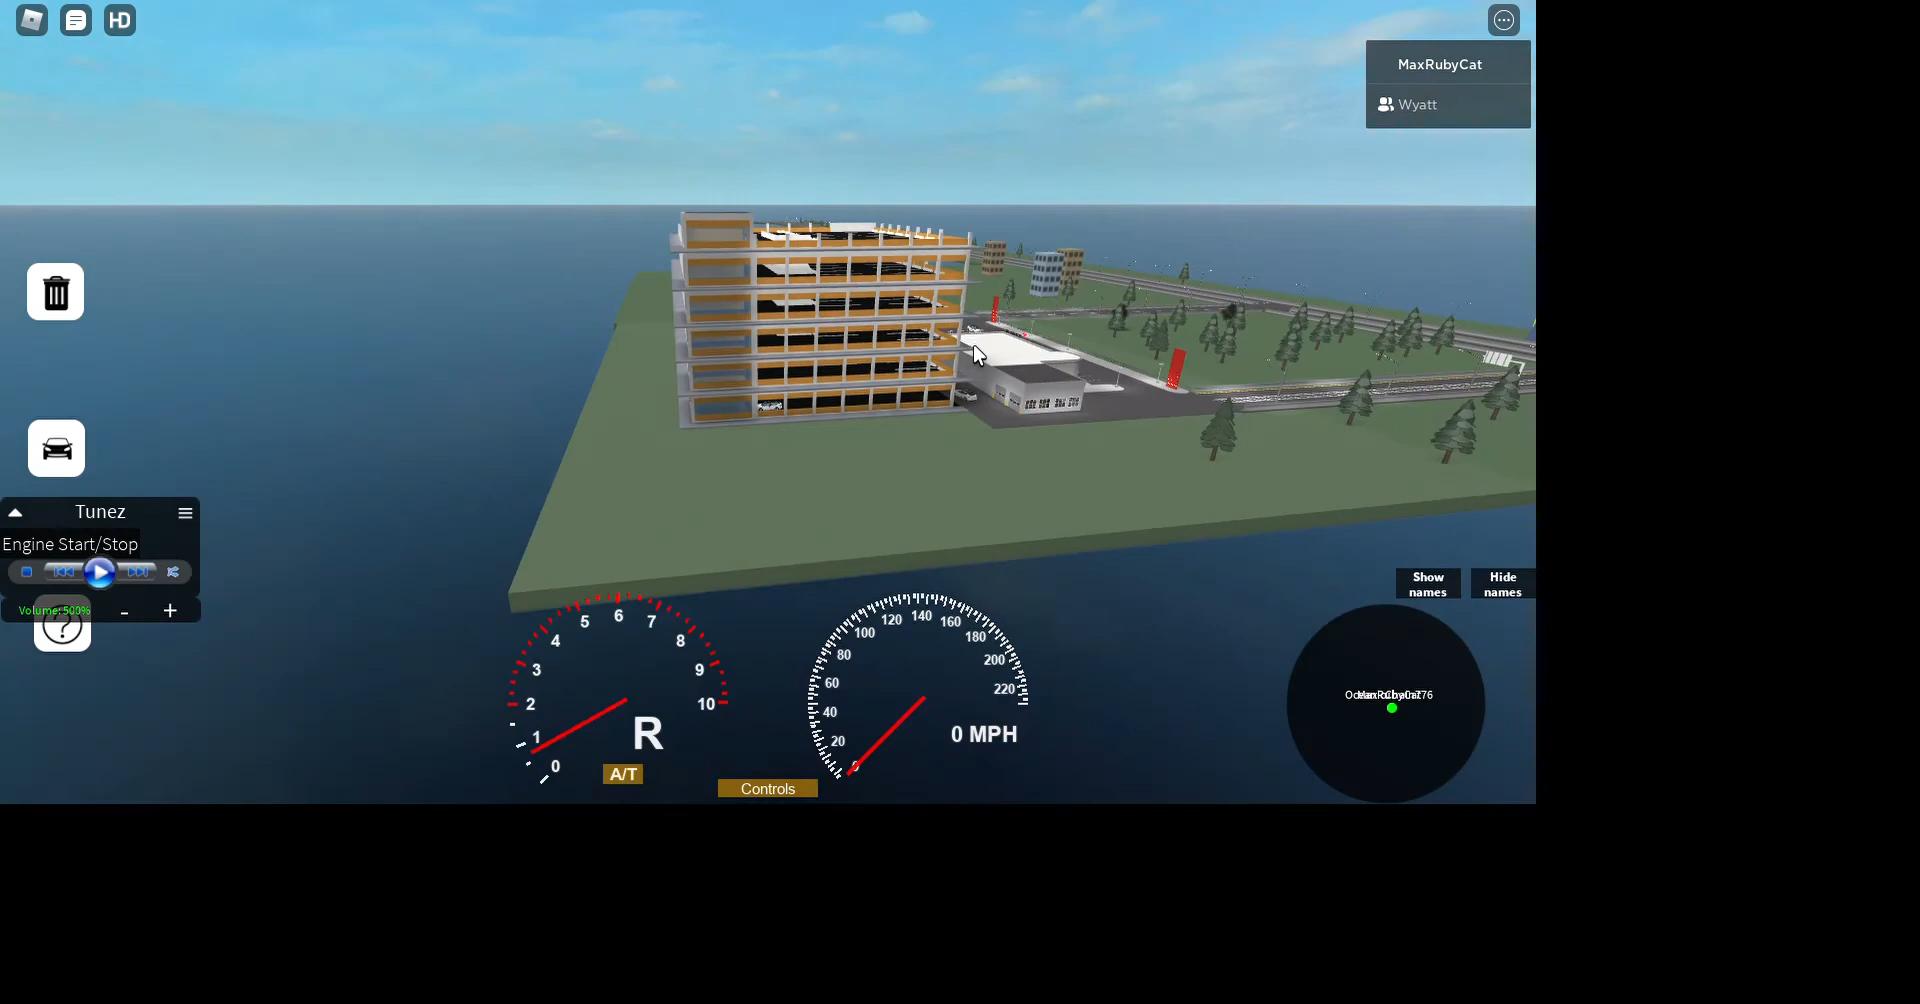 HD
MaxRubyCat
Wyatt
Tunez
Engine Start/Stop
Volume: 500%
-
+
?
Show names
Hide names
0
1
2
3
4
5
6
7
8
9
10
R
A/T
0
20
40
60
80
100
120
140
160
180
200
220
0 MPH
Controls